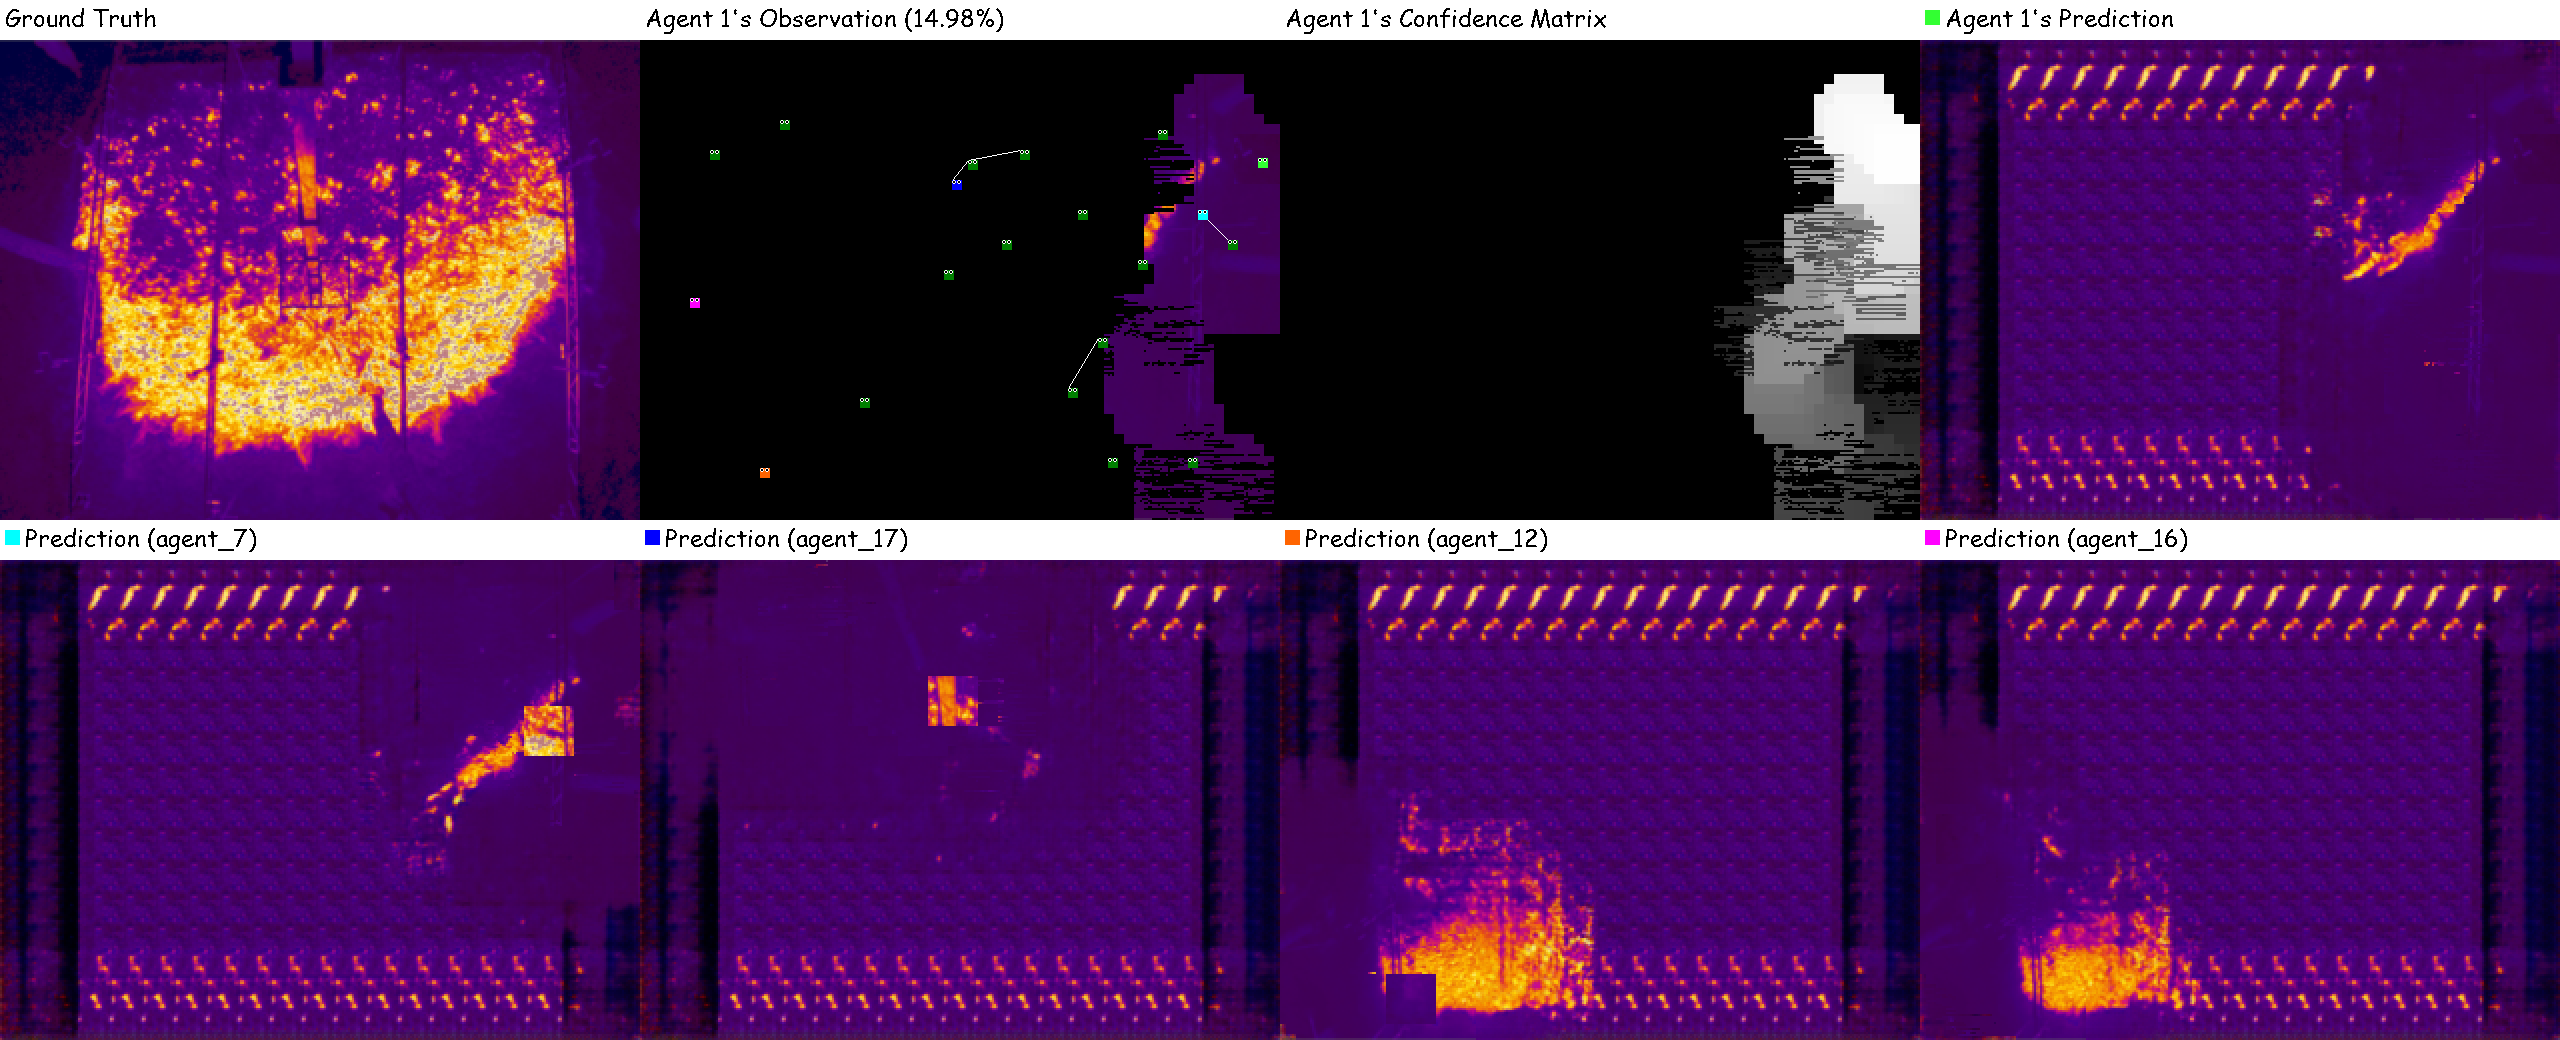 Ground Truth
Agent 1's Observation (14.98%)
Agent 1's Confidence Matrix
Agent 1's Prediction
Prediction (agent_7)
Prediction (agent_17)
Prediction (agent_12)
Prediction (agent_16)